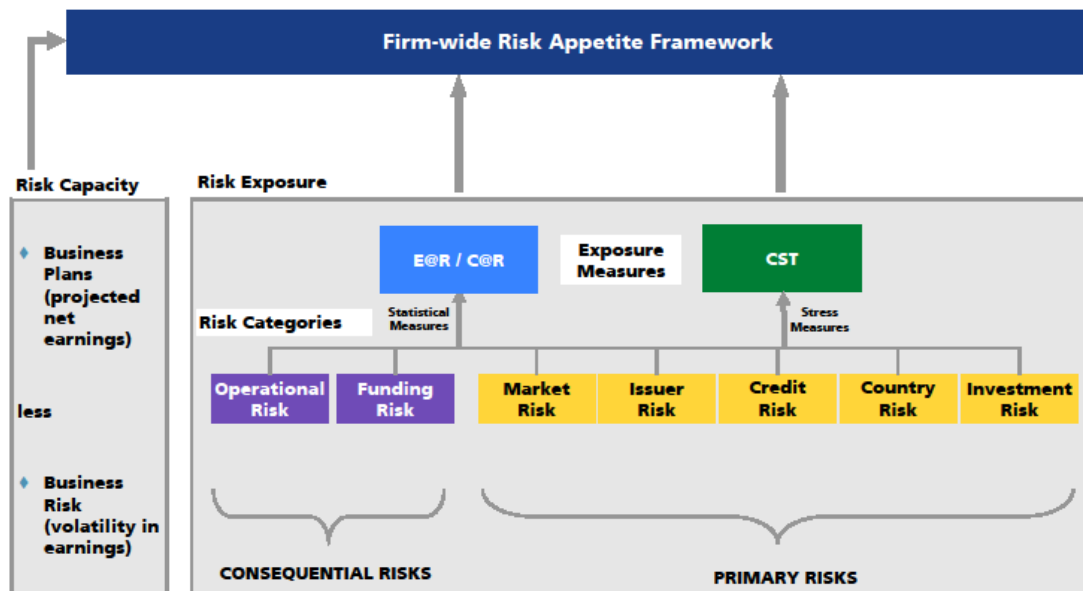 Firm-wide Risk Appetite Framework
Risk Capacity
Risk Exposure
♦ Business
Plans
(projected
net
earnings)
less
♦ Business
Risk
(volatility in
earnings)
E@R / C@R
Exposure
Measures
CST
Statistical
Measures
Stress
Measures
Risk Categories
Operational
Risk
Funding
Risk
Market
Risk
Issuer
Risk
Credit
Risk
Country
Risk
Investment
Risk
CONSEQUENTIAL RISKS
PRIMARY RISKS